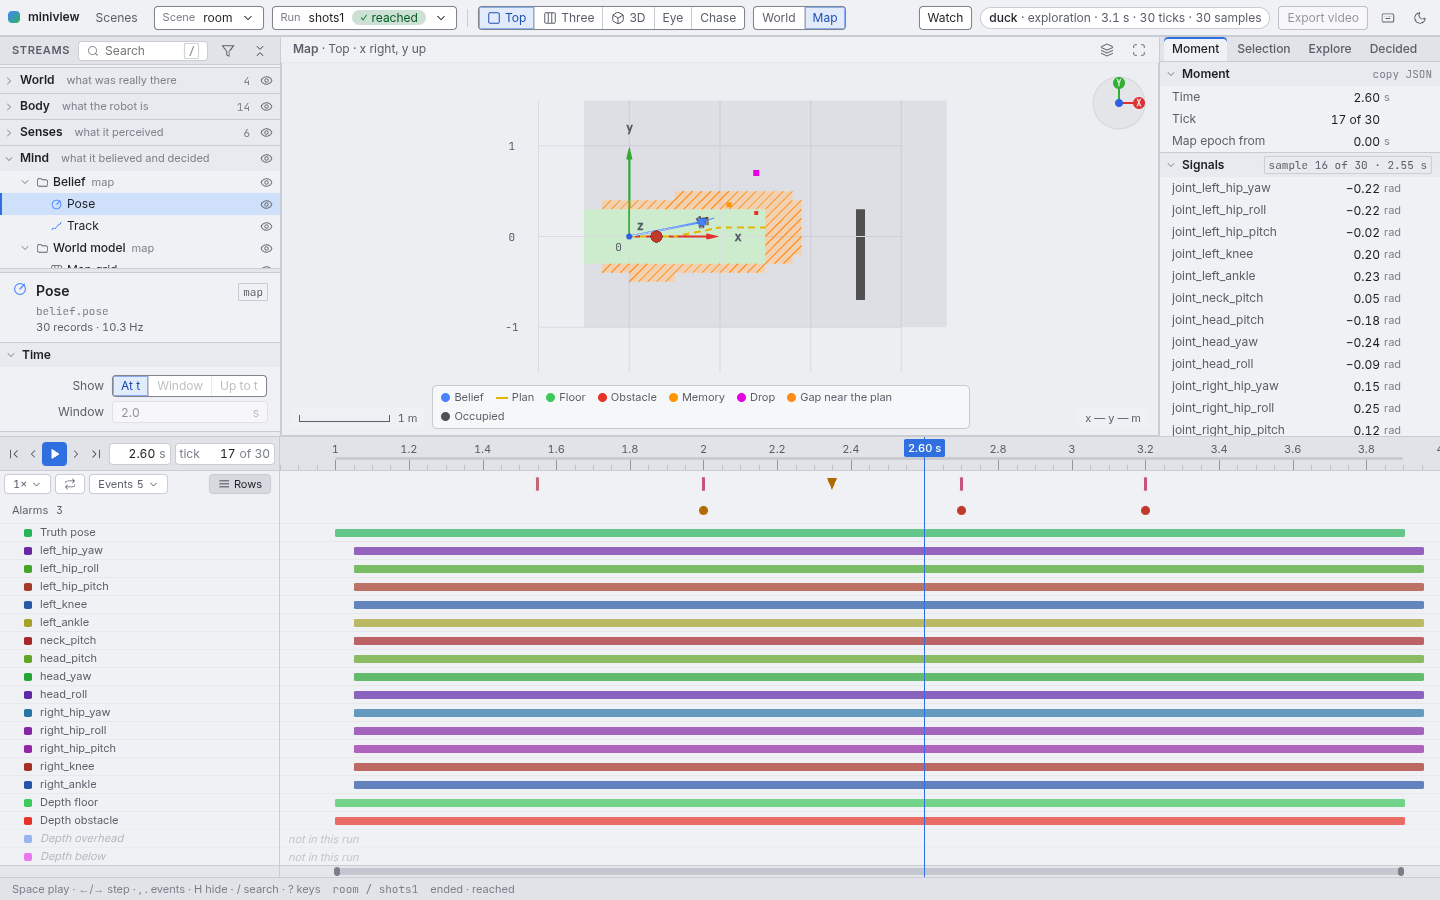 miniview Scenes Scene room Run shots1 ✓ reached Top Three 3D Eye Chase World Map Watch duck · exploration · 3.1 s · 30 ticks · 30 samples Export video
STREAMS Search /
World what was really there 4
Body what the robot is 14
Senses what it perceived 6
Mind what it believed and decided
Belief map
Pose
Track
World model map
Pose map
belief.pose
30 records · 10.3 Hz
Time
Show At t Window Up to t
Window 2.0 s
Map · Top · x right, y up
Y
X
y
1
z
x
0
0
-1
1 m
Belief Plan Floor Obstacle Memory Drop Gap near the plan
Occupied
x — y — m
Moment Selection Explore Decided
Moment copy JSON
Time 2.60 s
Tick 17 of 30
Map epoch from 0.00 s
Signals sample 16 of 30 · 2.55 s
joint_left_hip_yaw −0.22 rad
joint_left_hip_roll −0.22 rad
joint_left_hip_pitch −0.02 rad
joint_left_knee 0.20 rad
joint_left_ankle 0.23 rad
joint_neck_pitch 0.05 rad
joint_head_pitch −0.18 rad
joint_head_yaw −0.24 rad
joint_head_roll −0.09 rad
joint_right_hip_yaw 0.15 rad
joint_right_hip_roll 0.25 rad
joint_right_hip_pitch 0.12 rad
2.60 s tick 17 of 30
1 1.2 1.4 1.6 1.8 2 2.2 2.4 2.60 s 2.8 3 3.2 3.4 3.6 3.8
1× Events 5 Rows
Alarms 3
Truth pose
left_hip_yaw
left_hip_roll
left_hip_pitch
left_knee
left_ankle
neck_pitch
head_pitch
head_yaw
head_roll
right_hip_yaw
right_hip_roll
right_hip_pitch
right_knee
right_ankle
Depth floor
Depth obstacle
Depth overhead not in this run
Depth below not in this run
Space play · ←/→ step · , . events · H hide · / search · ? keys room / shots1 ended · reached